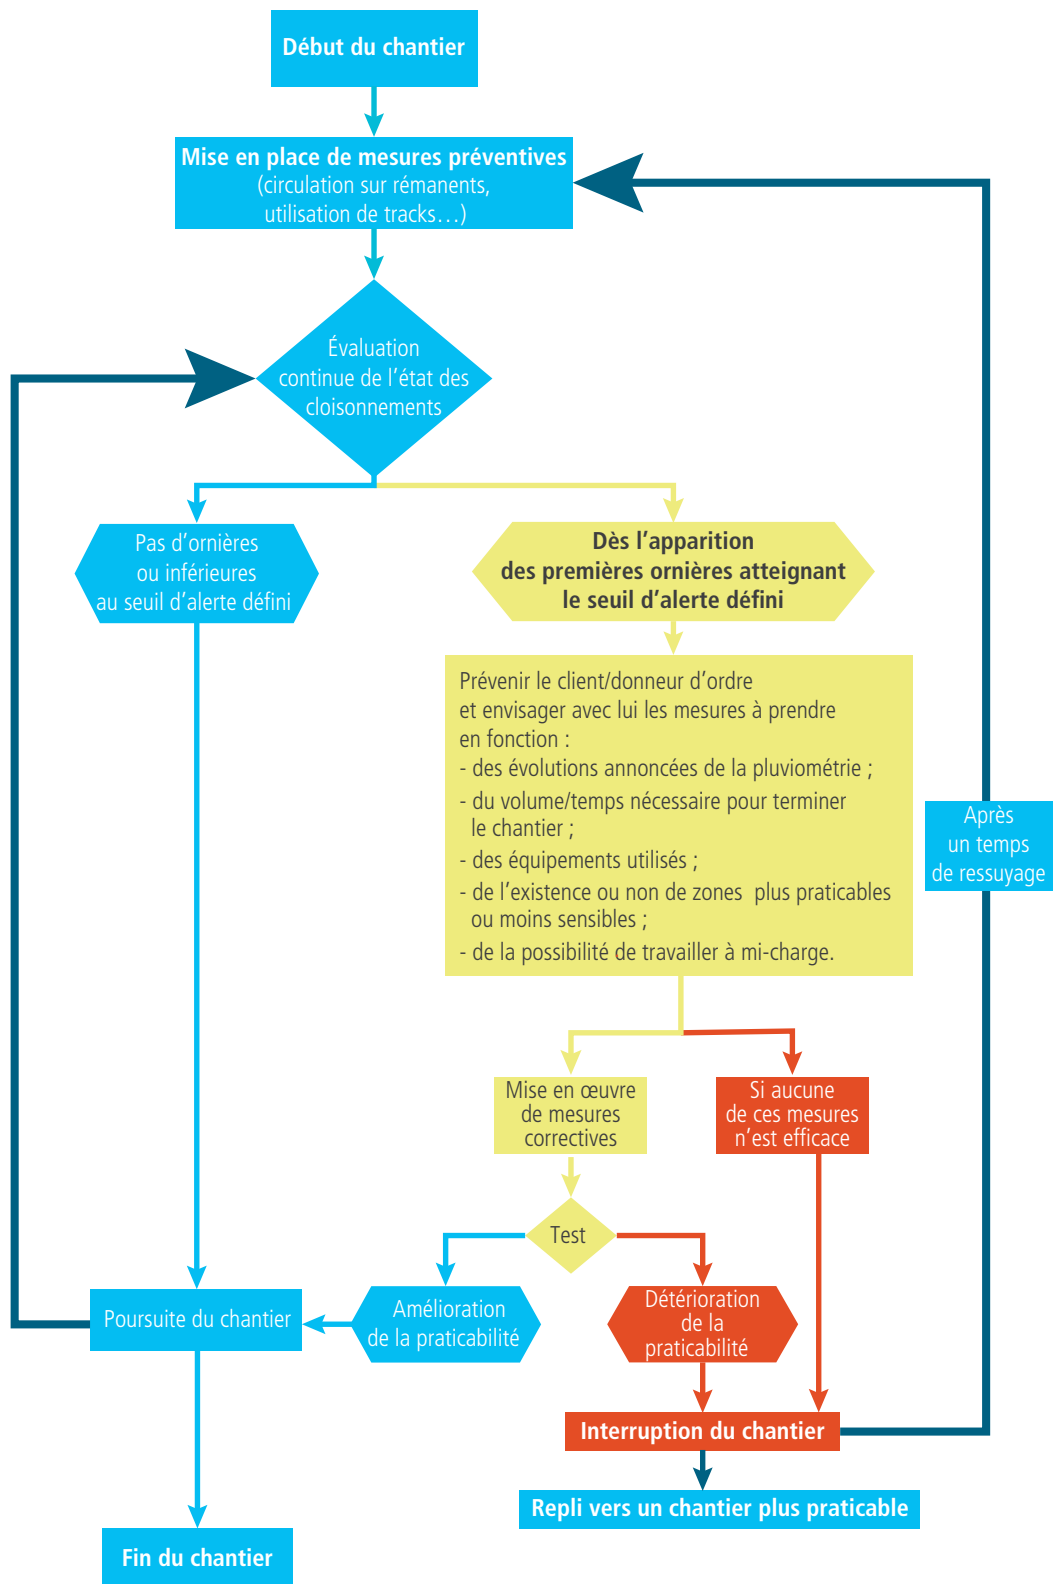 Début du chantier
Mise en place de mesures préventives
(circulation sur rémanents,
utilisation de tracks…)
Évaluation
continue de l’état des
cloisonnements
Pas d’ornières
ou inférieures
au seuil d’alerte défini
Dès l’apparition
des premières ornières atteignant
le seuil d’alerte défini
Prévenir le client/donneur d’ordre
et envisager avec lui les mesures à prendre
en fonction :
- des évolutions annoncées de la pluviométrie ;
- du volume/temps nécessaire pour terminer
le chantier ;
- des équipements utilisés ;
- de l’existence ou non de zones plus praticables
ou moins sensibles ;
- de la possibilité de travailler à mi-charge.
Après
un temps
de ressuyage
Mise en œuvre
de mesures
correctives
Si aucune
de ces mesures
n’est efficace
Test
Poursuite du chantier
Amélioration
de la praticabilité
Détérioration
de la
praticabilité
Interruption du chantier
Repli vers un chantier plus praticable
Fin du chantier